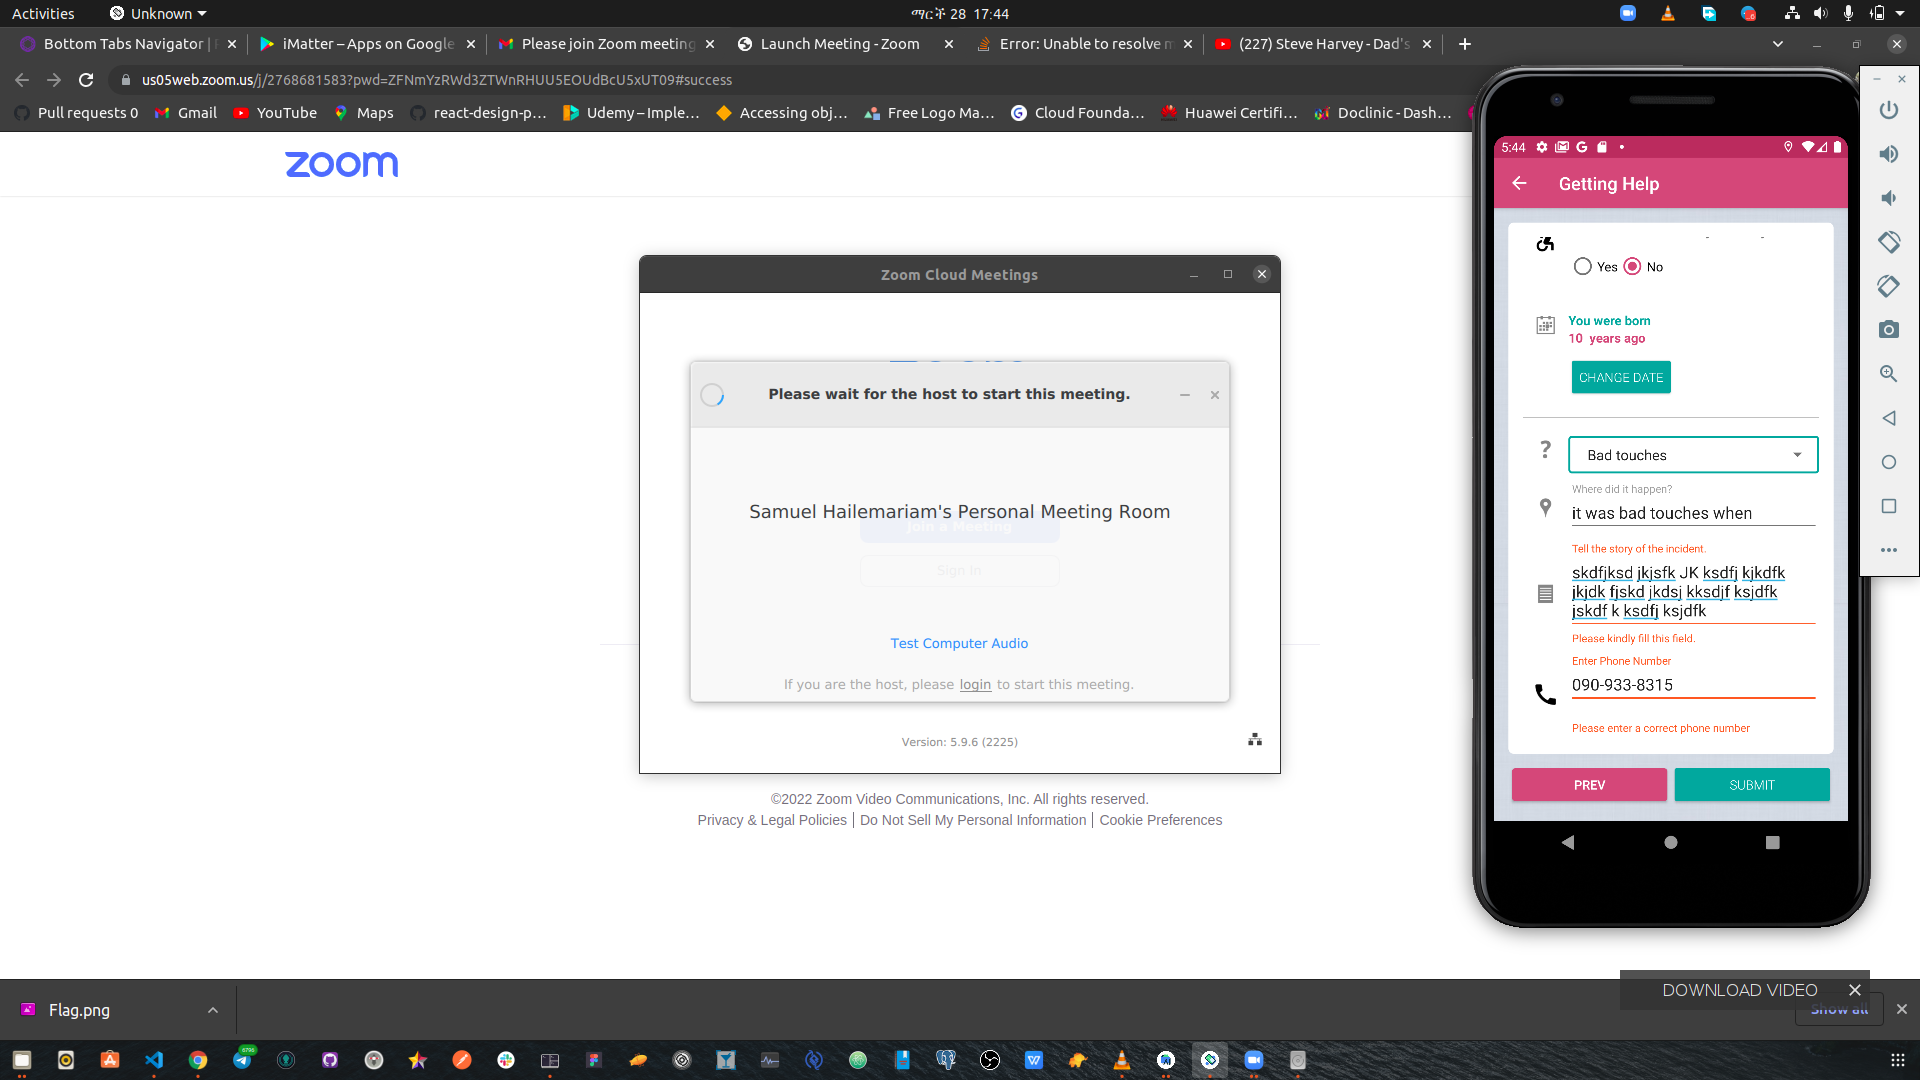 Activities
Unknown
ማርች 28 17:44
Bottom Tabs Navigator |
iMatter – Apps on Google
Please join Zoom meeting
Launch Meeting - Zoom
Error: Unable to resolve m
(227) Steve Harvey - Dad's
us05web.zoom.us/j/2768681583?pwd=ZFNmYzRWd3ZTWnRHUU5EOUdBcU5xUT09#success
Pull requests 0
Gmail
YouTube
Maps
react-design-p…
Udemy – Imple…
Accessing obj…
Free Logo Ma…
Cloud Founda…
Huawei Certifi…
Doclinic - Dash…
zoom
Zoom Cloud Meetings
Please wait for the host to start this meeting.
Samuel Hailemariam's Personal Meeting Room
Join a Meeting
Sign In
Test Computer Audio
If you are the host, please login to start this meeting.
Version: 5.9.6 (2225)
©2022 Zoom Video Communications, Inc. All rights reserved.
Privacy & Legal Policies | Do Not Sell My Personal Information | Cookie Preferences
5:44
Getting Help
Yes No
You were born
10 years ago
CHANGE DATE
Bad touches
Where did it happen?
it was bad touches when
Tell the story of the incident.
skdfjksd jkjsfk JK ksdfj kjkdfk
jkjdk fjskd jkdsj kksdjf ksjdfk
jskdf k ksdfj ksjdfk
Please kindly fill this field.
Enter Phone Number
090-933-8315
Please enter a correct phone number
PREV SUBMIT
DOWNLOAD VIDEO
Flag.png
Show all